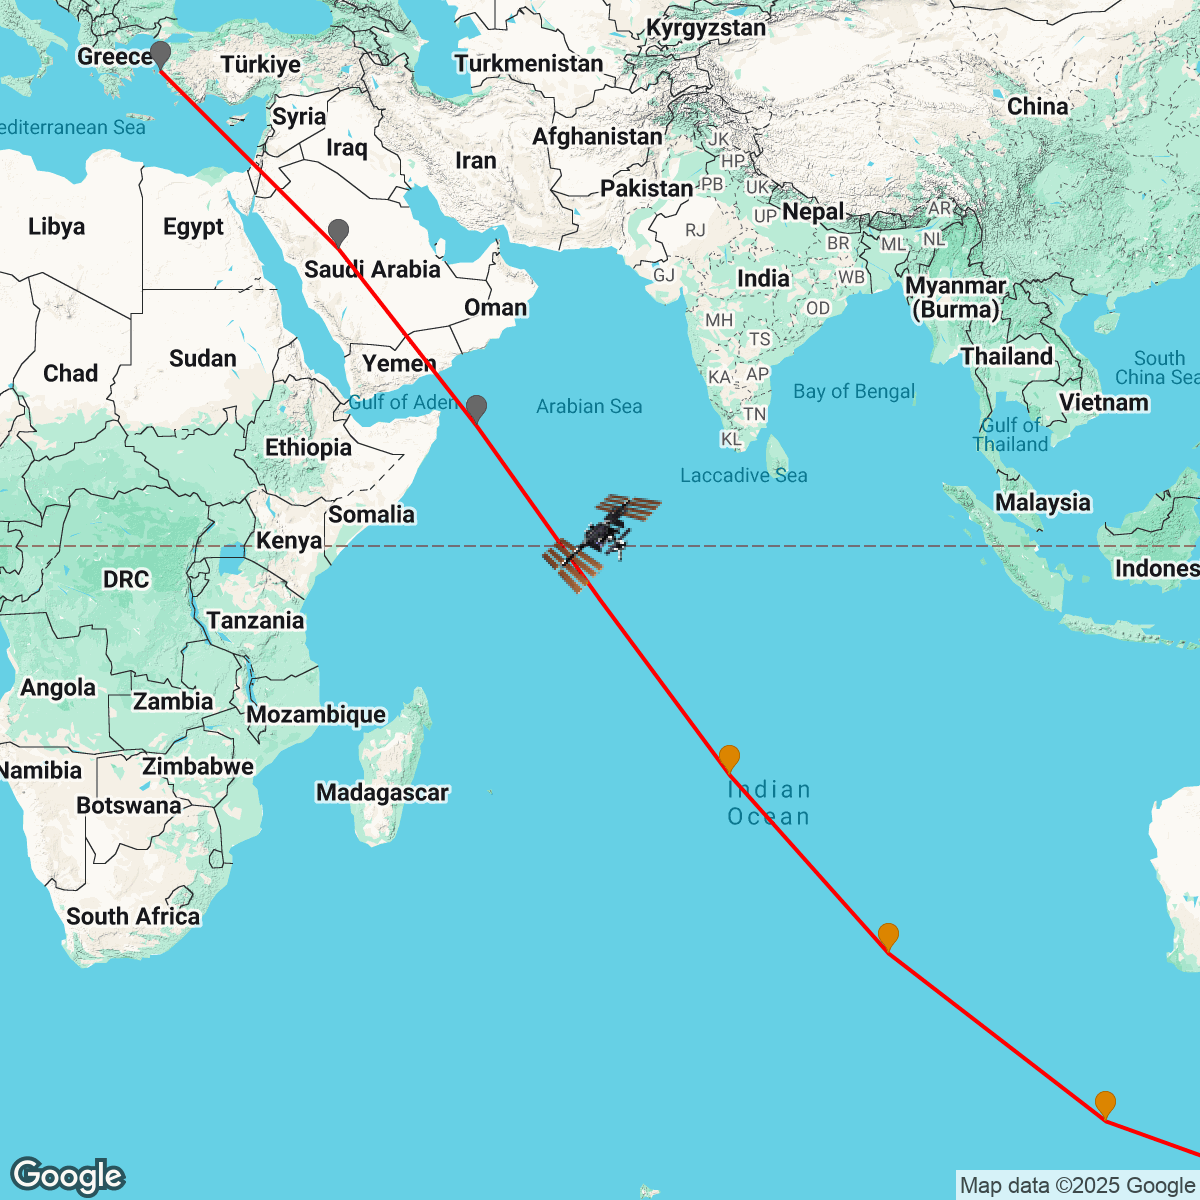 Kyrgyzstan
Greece
Türkiye
Turkmenistan
China
Syria
editerranean Sea
Afghanistan
JK
Iraq
Iran
HP
Pakistan
PB
UK
Nepal
AR
UP
Libya
Egypt
RJ
BR
ML
NL
Saudi Arabia
GJ
India
WB
Myanmar
(Burma)
Oman
OD
MH
TS
Sudan
Yemen
Thailand
South
China Sea
Chad
KA
AP
Bay of Bengal
Gulf of Aden
Arabian Sea
Vietnam
TN
Gulf of
Thailand
KL
Ethiopia
Laccadive Sea
Malaysia
Somalia
Kenya
DRC
Indones
Tanzania
Angola
Zambia
Mozambique
Zimbabwe
Namibia
Botswana
Madagascar
Indian
Ocean
South Africa
Google
Map data ©2025 Google